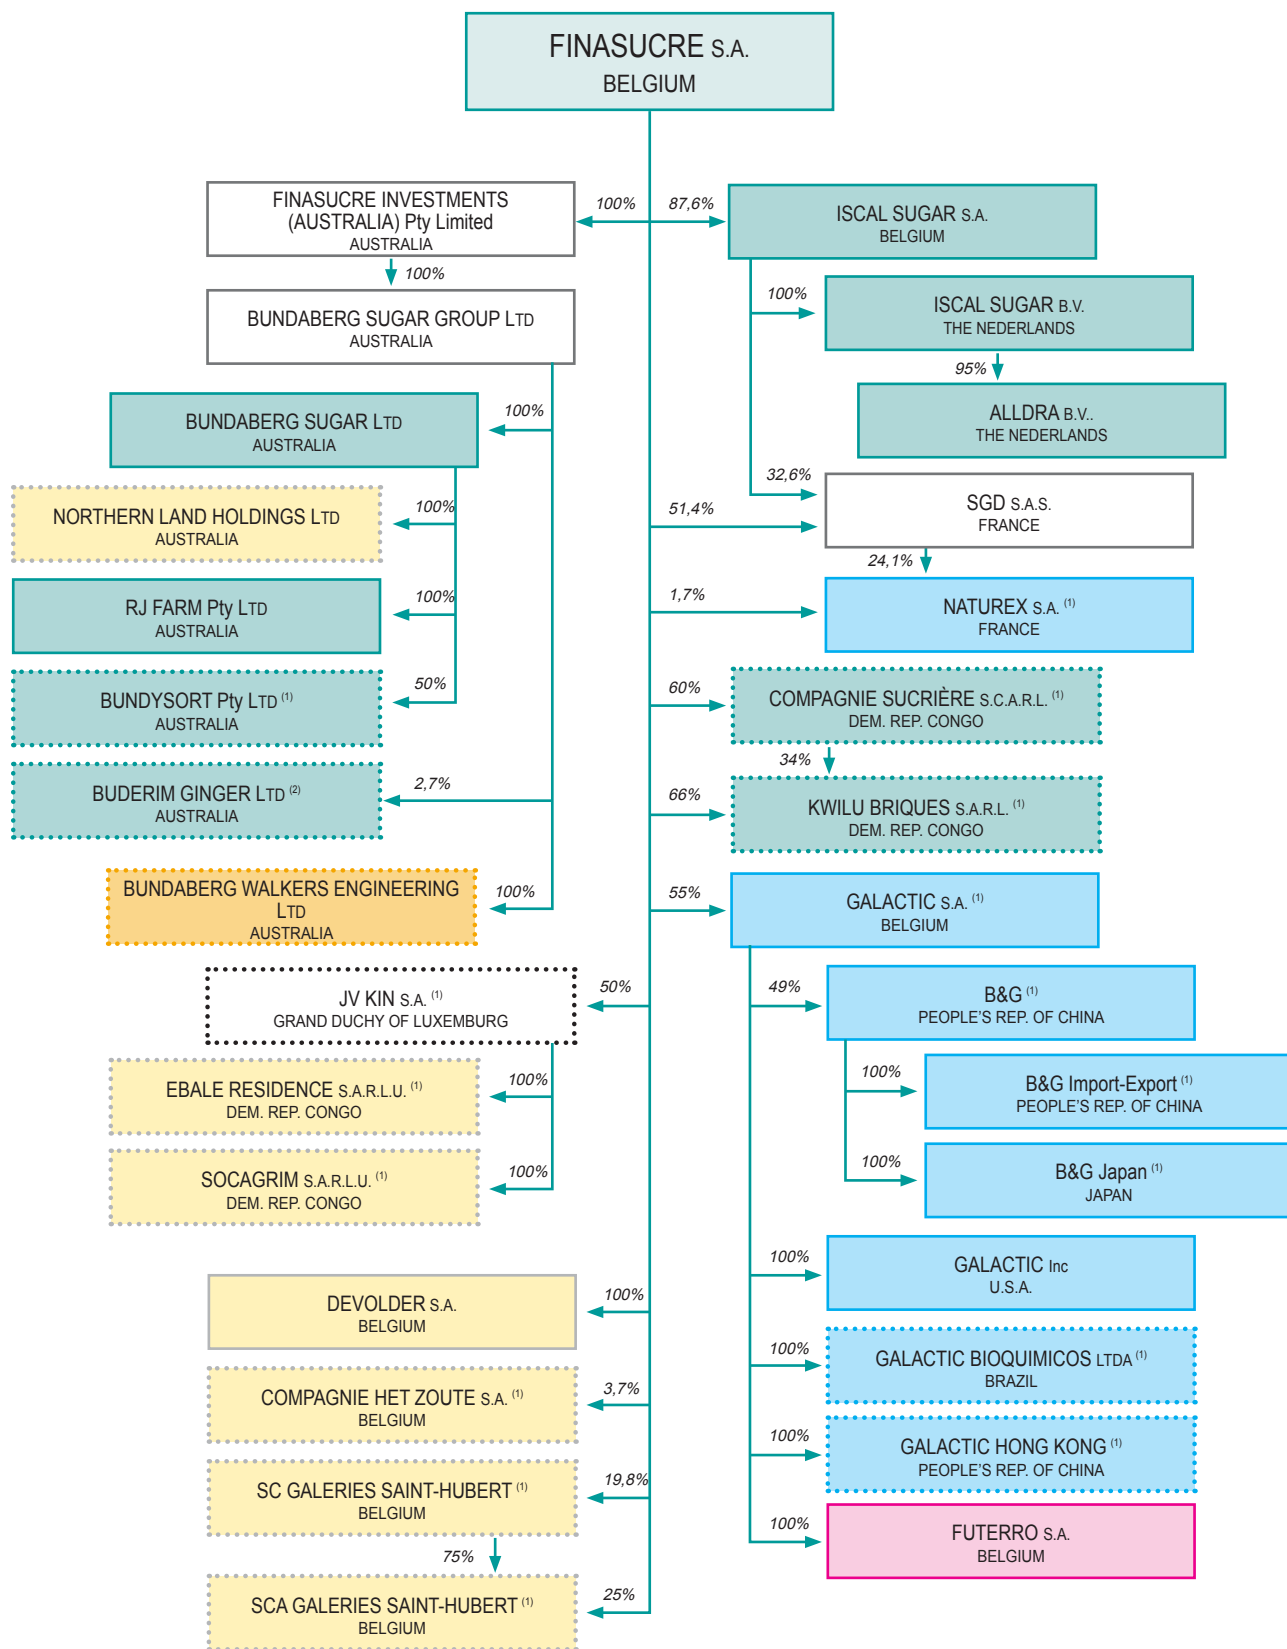 FINASUCRE S.A.
BELGIUM
FINASUCRE INVESTMENTS
(AUSTRALIA) Pty Limited
AUSTRALIA
100%
87,6%
ISCAL SUGAR S.A.
BELGIUM
100%
BUNDABERG SUGAR GROUP LTD
AUSTRALIA
100%
ISCAL SUGAR B.V.
THE NEDERLANDS
95%
ALLDRA B.V..
THE NEDERLANDS
BUNDABERG SUGAR LTD
AUSTRALIA
100%
NORTHERN LAND HOLDINGS LTD
AUSTRALIA
100%
32,6%
51,4%
SGD S.A.S.
FRANCE
24,1%
RJ FARM Pty LTD
AUSTRALIA
100%
1,7%
NATUREX S.A. (1)
FRANCE
BUNDYSORT Pty LTD (1)
AUSTRALIA
50%
60%
COMPAGNIE SUCRIÈRE S.C.A.R.L. (1)
DEM. REP. CONGO
34%
BUDERIM GINGER LTD (2)
AUSTRALIA
2,7%
66%
KWILU BRIQUES S.A.R.L. (1)
DEM. REP. CONGO
BUNDABERG WALKERS ENGINEERING
LTD
AUSTRALIA
100%
55%
GALACTIC S.A. (1)
BELGIUM
JV KIN S.A. (1)
GRAND DUCHY OF LUXEMBURG
50%
49%
B&G (1)
PEOPLE'S REP. OF CHINA
EBALE RESIDENCE S.A.R.L.U. (1)
DEM. REP. CONGO
100%
100%
B&G Import-Export (1)
PEOPLE'S REP. OF CHINA
SOCAGRIM S.A.R.L.U. (1)
DEM. REP. CONGO
100%
100%
B&G Japan (1)
JAPAN
100%
GALACTIC Inc
U.S.A.
DEVOLDER S.A.
BELGIUM
100%
100%
GALACTIC BIOQUIMICOS LTDA (1)
BRAZIL
COMPAGNIE HET ZOUTE S.A. (1)
BELGIUM
3,7%
100%
GALACTIC HONG KONG (1)
PEOPLE'S REP. OF CHINA
SC GALERIES SAINT-HUBERT (1)
BELGIUM
19,8%
75%
100%
FUTERRO S.A.
BELGIUM
SCA GALERIES SAINT-HUBERT (1)
BELGIUM
25%